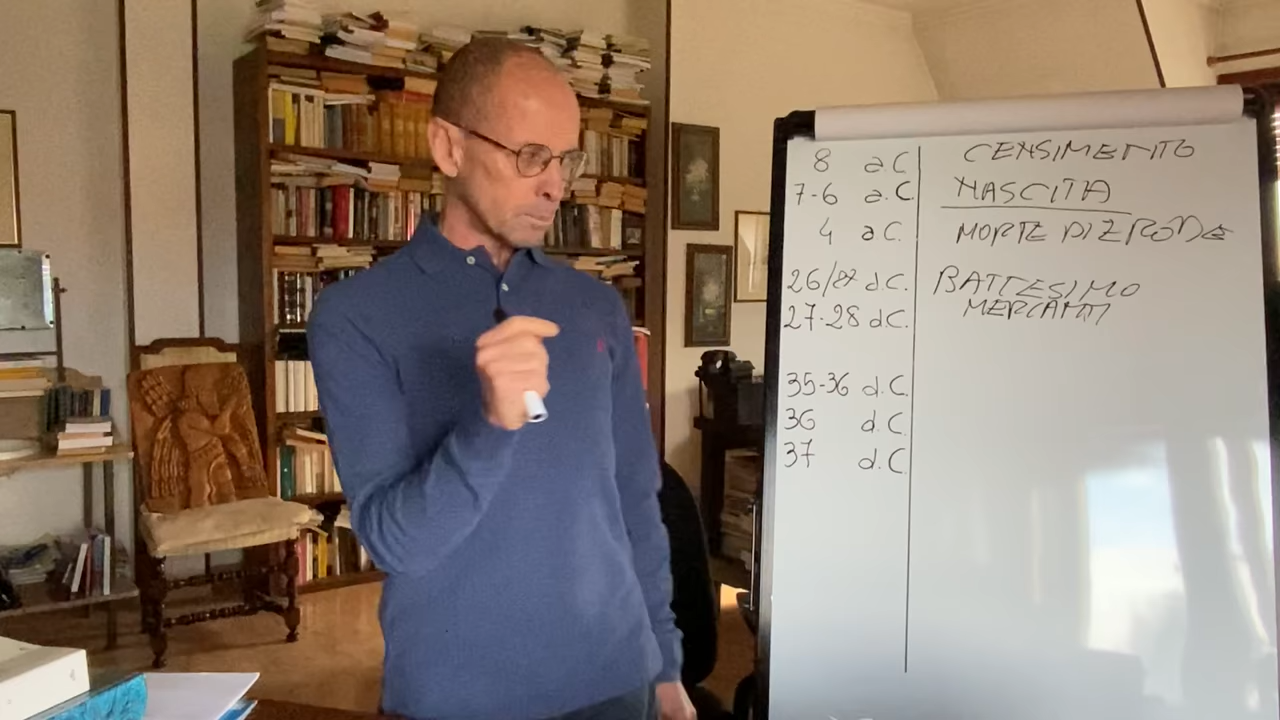 8 a.C CENSIMENTO
7-6 a.C. NASCITA
4 a.C. MORTE DI ERODE
26/27 d.C. BATTESIMO
27-28 d.C. MERCANTI
35-36 d.C.
36 d.C.
37 d.C.